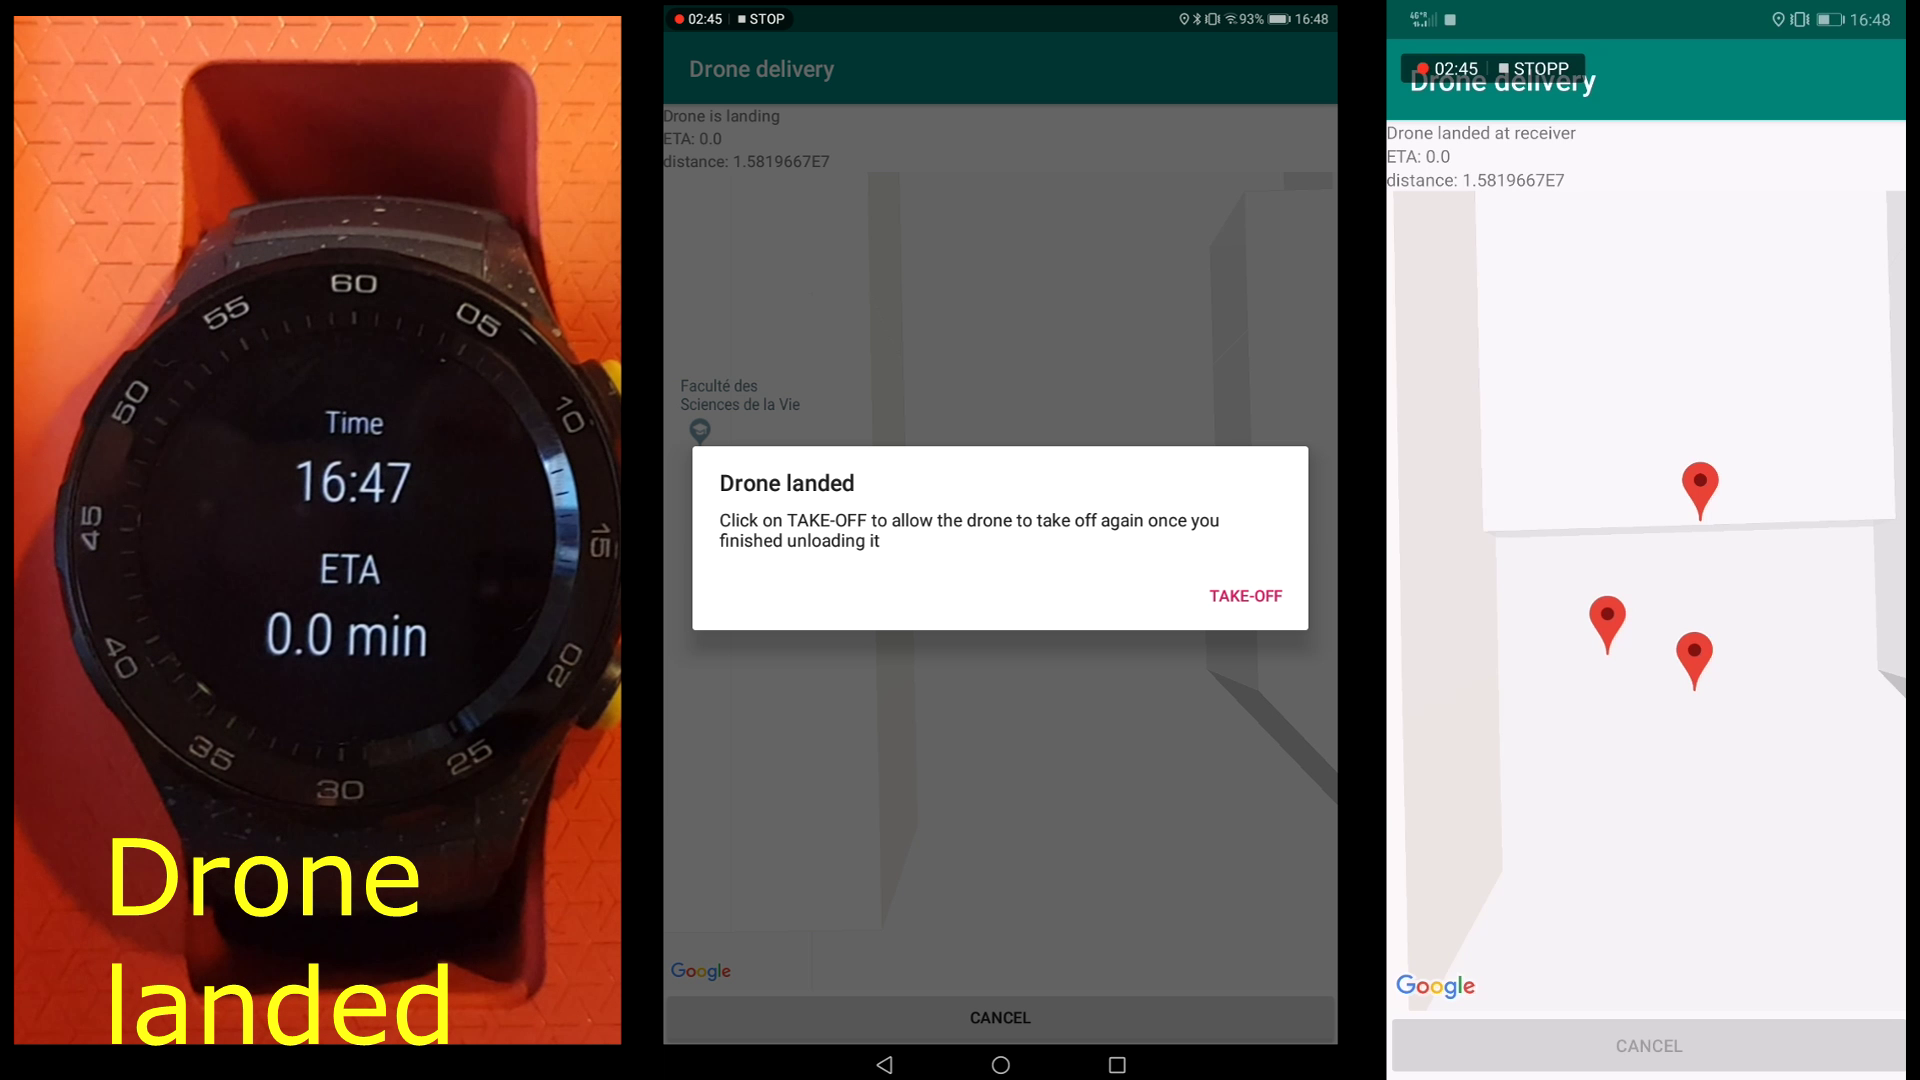 60
55
05
50
10
Time
16:47
45
15
ETA
0.0 min
40
20
35
25
30
Drone
landed
02:45 STOP
93% 16:48
Drone delivery
Drone is landing
ETA: 0.0
distance: 1.5819667E7
Faculté des
Sciences de la Vie
Drone landed
Click on TAKE-OFF to allow the drone to take off again once you
finished unloading it
TAKE-OFF
Google
CANCEL
16:48
02:45 STOPP
Drone delivery
Drone landed at receiver
ETA: 0.0
distance: 1.5819667E7
Google
CANCEL